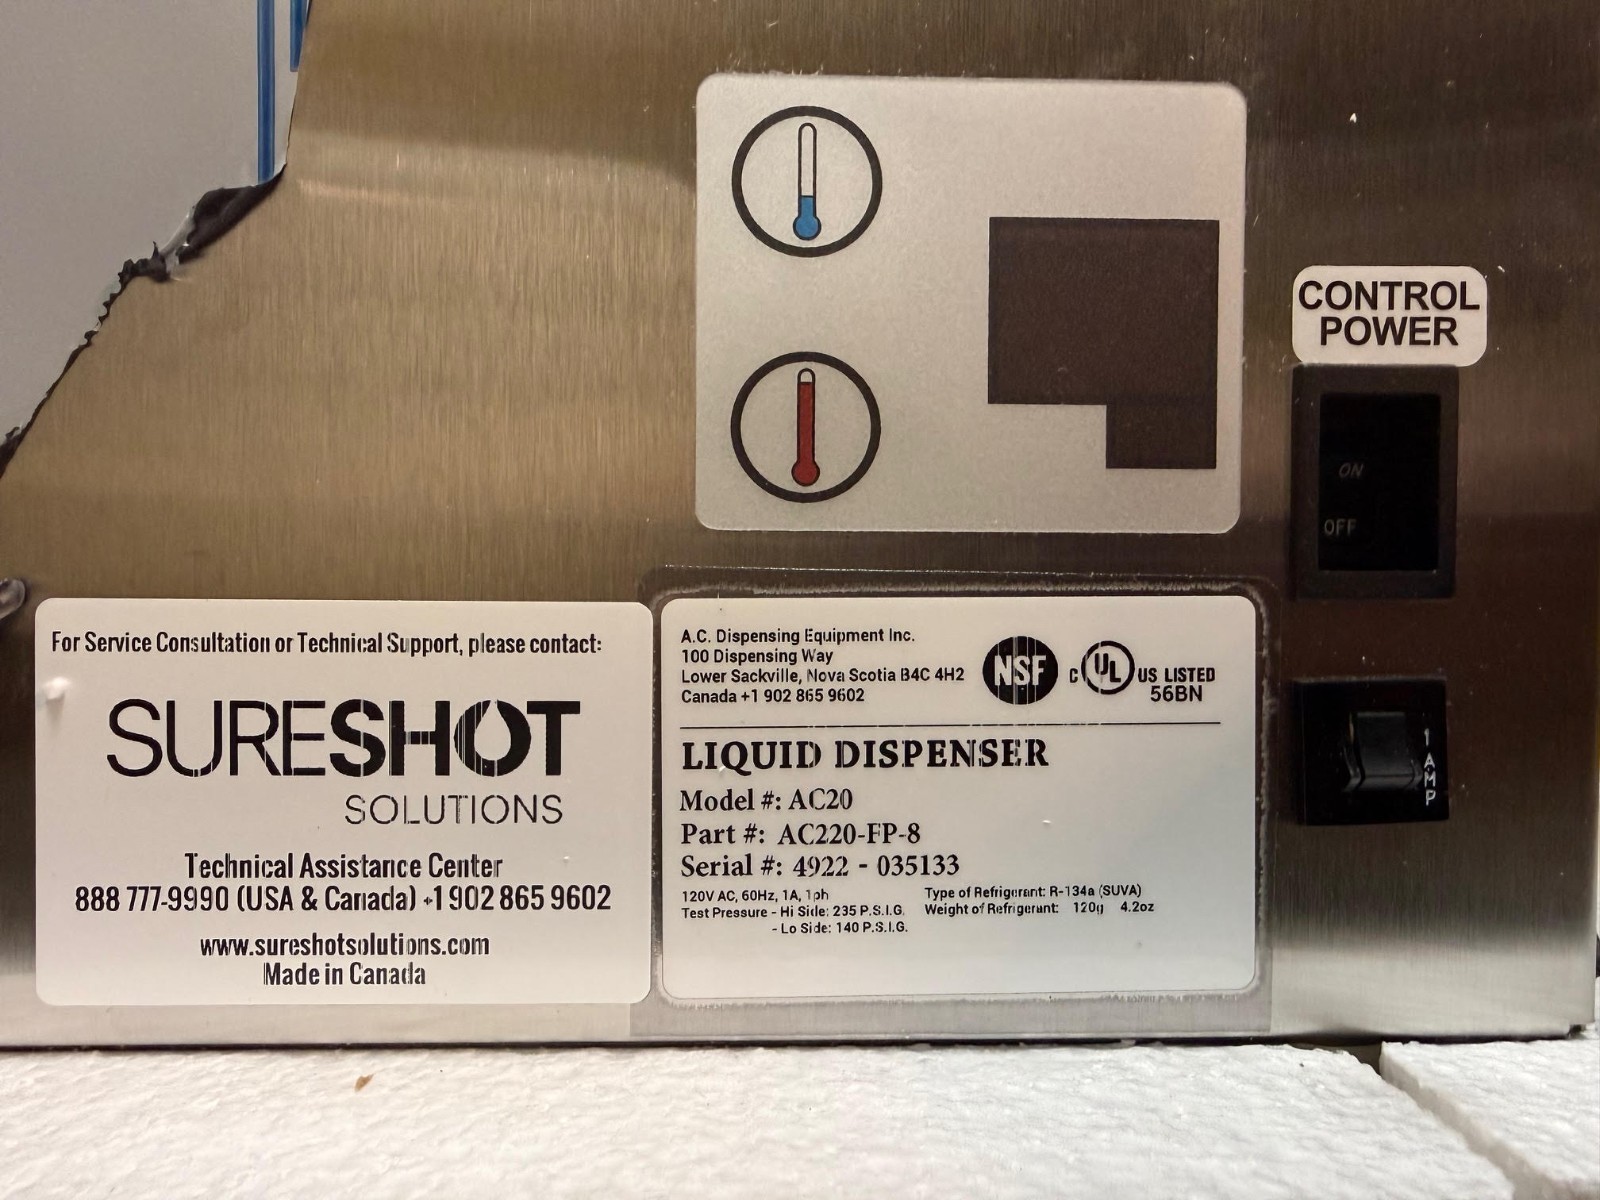 CONTROL
POWER
ON
OFF
1 AMP
For Service Consultation or Technical Support, please contact:
SURESHOT
SOLUTIONS
Technical Assistance Center
888 777-9990 (USA & Canada) +1 902 865 9602
www.sureshotsolutions.com
Made in Canada
A.C. Dispensing Equipment Inc.
100 Dispensing Way
Lower Sackville, Nova Scotia B4C 4H2
Canada +1 902 865 9602
NSF
C UL US LISTED
56BN
LIQUID DISPENSER
Model #: AC20
Part #: AC220-FP-8
Serial #: 4922 - 035133
120V AC, 60Hz, 1A, 1ph
Test Pressure - Hi Side: 235 P.S.I.G.
- Lo Side: 140 P.S.I.G.
Type of Refrigerant: R-134a (SUVA)
Weight of Refrigerant: 120g 4.2oz